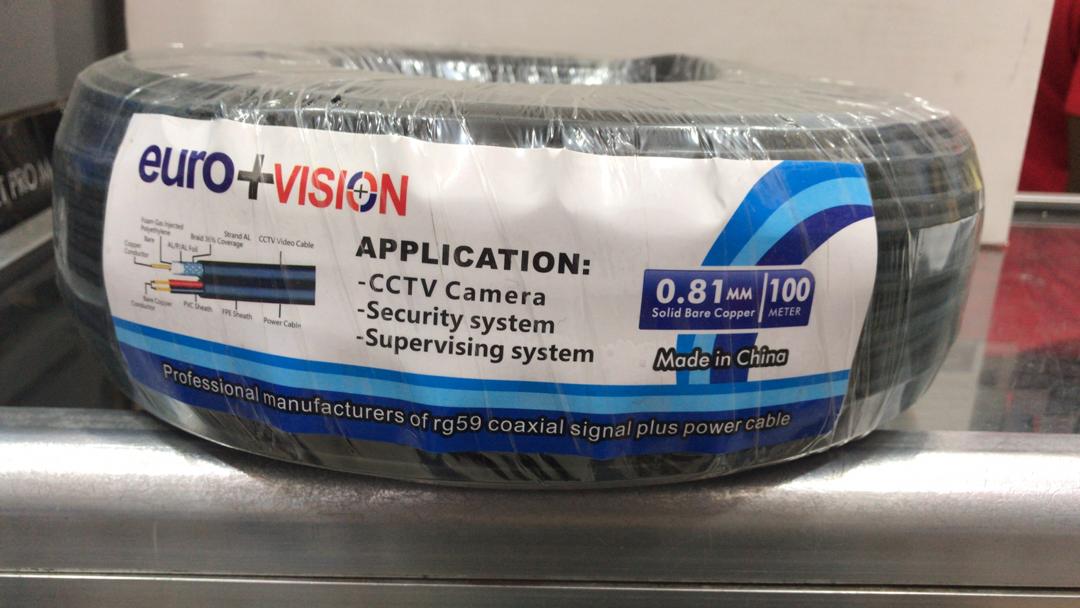 euro+VISION
Foam Gas Injected
Polyethylene
Bare
Copper
Conductor
AL/P/AL Foil
Braid 36% Coverage
Strand AL
CCTV Video Cable
Bare Copper
Conductor
PVC Sheath
FPE Sheath
Power Cable
APPLICATION:
-CCTV Camera
-Security system
-Supervising system
0.81MM
Solid Bare Copper
100
METER
Made in China
Professional manufacturers of rg59 coaxial signal plus power cable